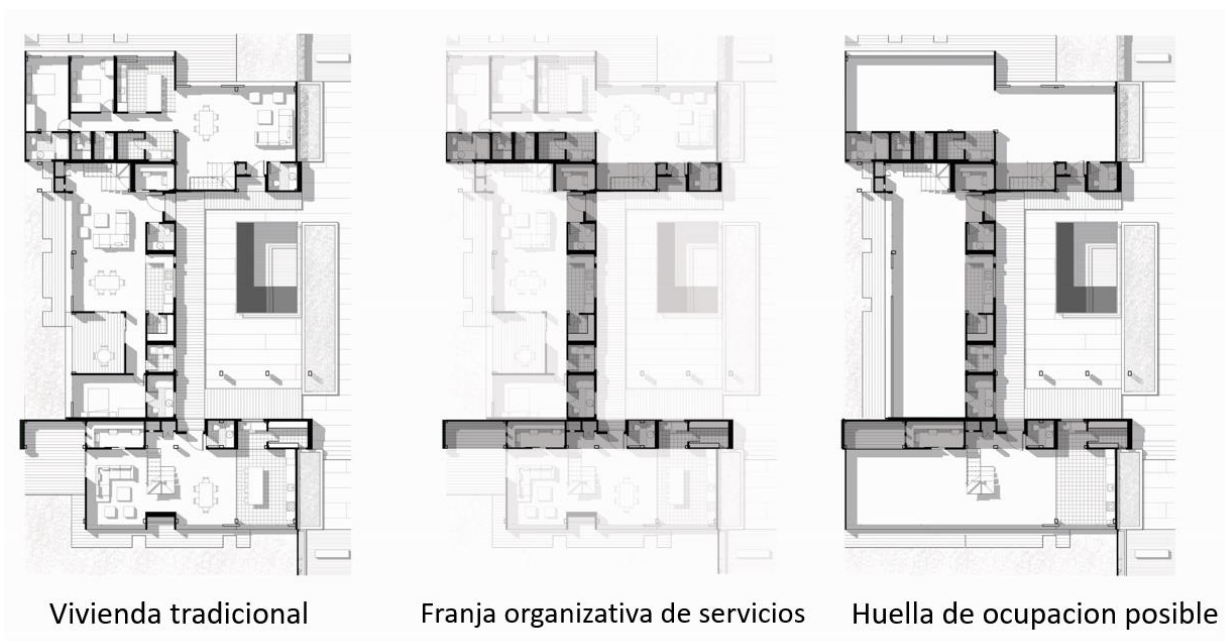 Vivienda tradicional
Franja organizativa de servicios
Huella de ocupacion posible